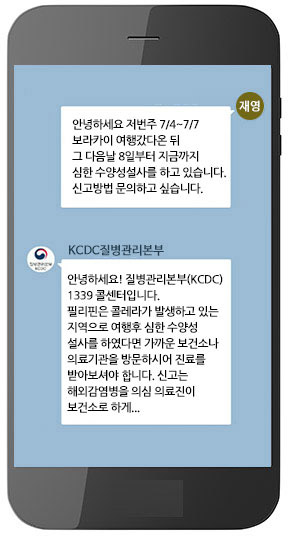 재영
안녕하세요 저번주 7/4~7/7
보라카이 여행갔다온 뒤
그 다음날 8일부터 지금까지
심한 수양성설사를 하고 있습니다.
신고방법 문의하고 싶습니다.
KCDC질병관리본부
안녕하세요! 질병관리본부(KCDC)
1339 콜센터입니다.
필리핀은 콜레라가 발생하고 있는
지역으로 여행후 심한 수양성
설사를 하였다면 가까운 보건소나
의료기관을 방문하시어 진료를
받아보셔야 합니다. 신고는
해외감염병을 의심 의료진이
보건소로 하게...